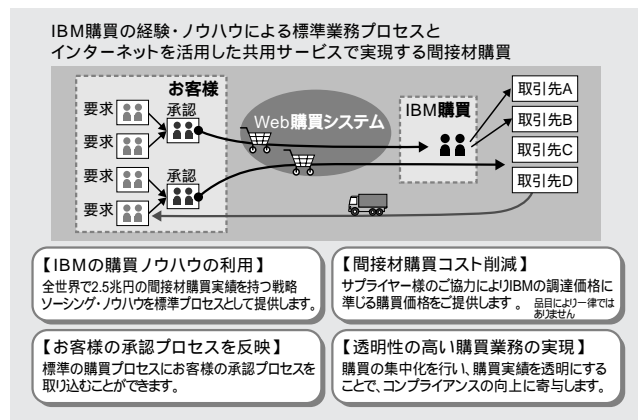 IBM購買の経験・ノウハウによる標準業務プロセスと
インターネットを活用した共用サービスで実現する間接材購買
お客様
要求
承認
要求
要求
承認
要求
Web購買システム
IBM購買
取引先A
取引先B
取引先C
取引先D
【IBMの購買ノウハウの利用】
全世界で2.5兆円の間接材購買実績を持つ戦略
ソーシング・ノウハウを標準プロセスとして提供します。
【間接材購買コスト削減】
サプライヤー様のご協力によりIBMの調達価格に
準じる購買価格をご提供します。 品目により一律では
ありません
【お客様の承認プロセスを反映】
標準の購買プロセスにお客様の承認プロセスを
取り込むことができます。
【透明性の高い購買業務の実現】
購買の集中化を行い、購買実績を透明にする
ことで、コンプライアンスの向上に寄与します。